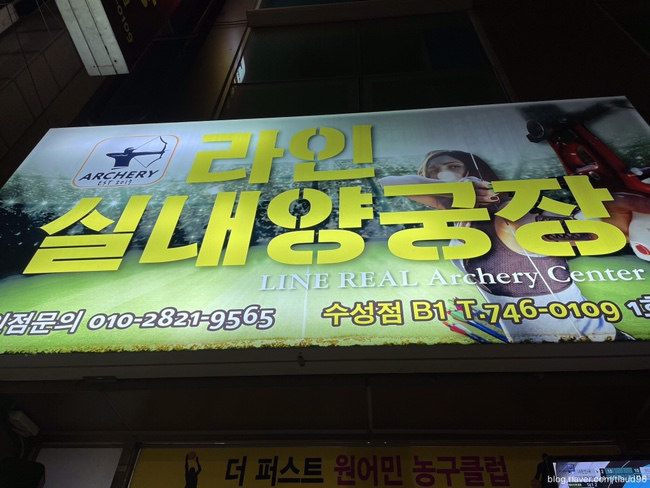 -0109
ARCHERY
EST 2017
라인
실내양궁장
LINE REAL Archery Center
점문의 010-2821-9565
수성점 B1 T.746-0109
더 퍼스트 원어민 농구클럽
blog.naver.com/tlaud98